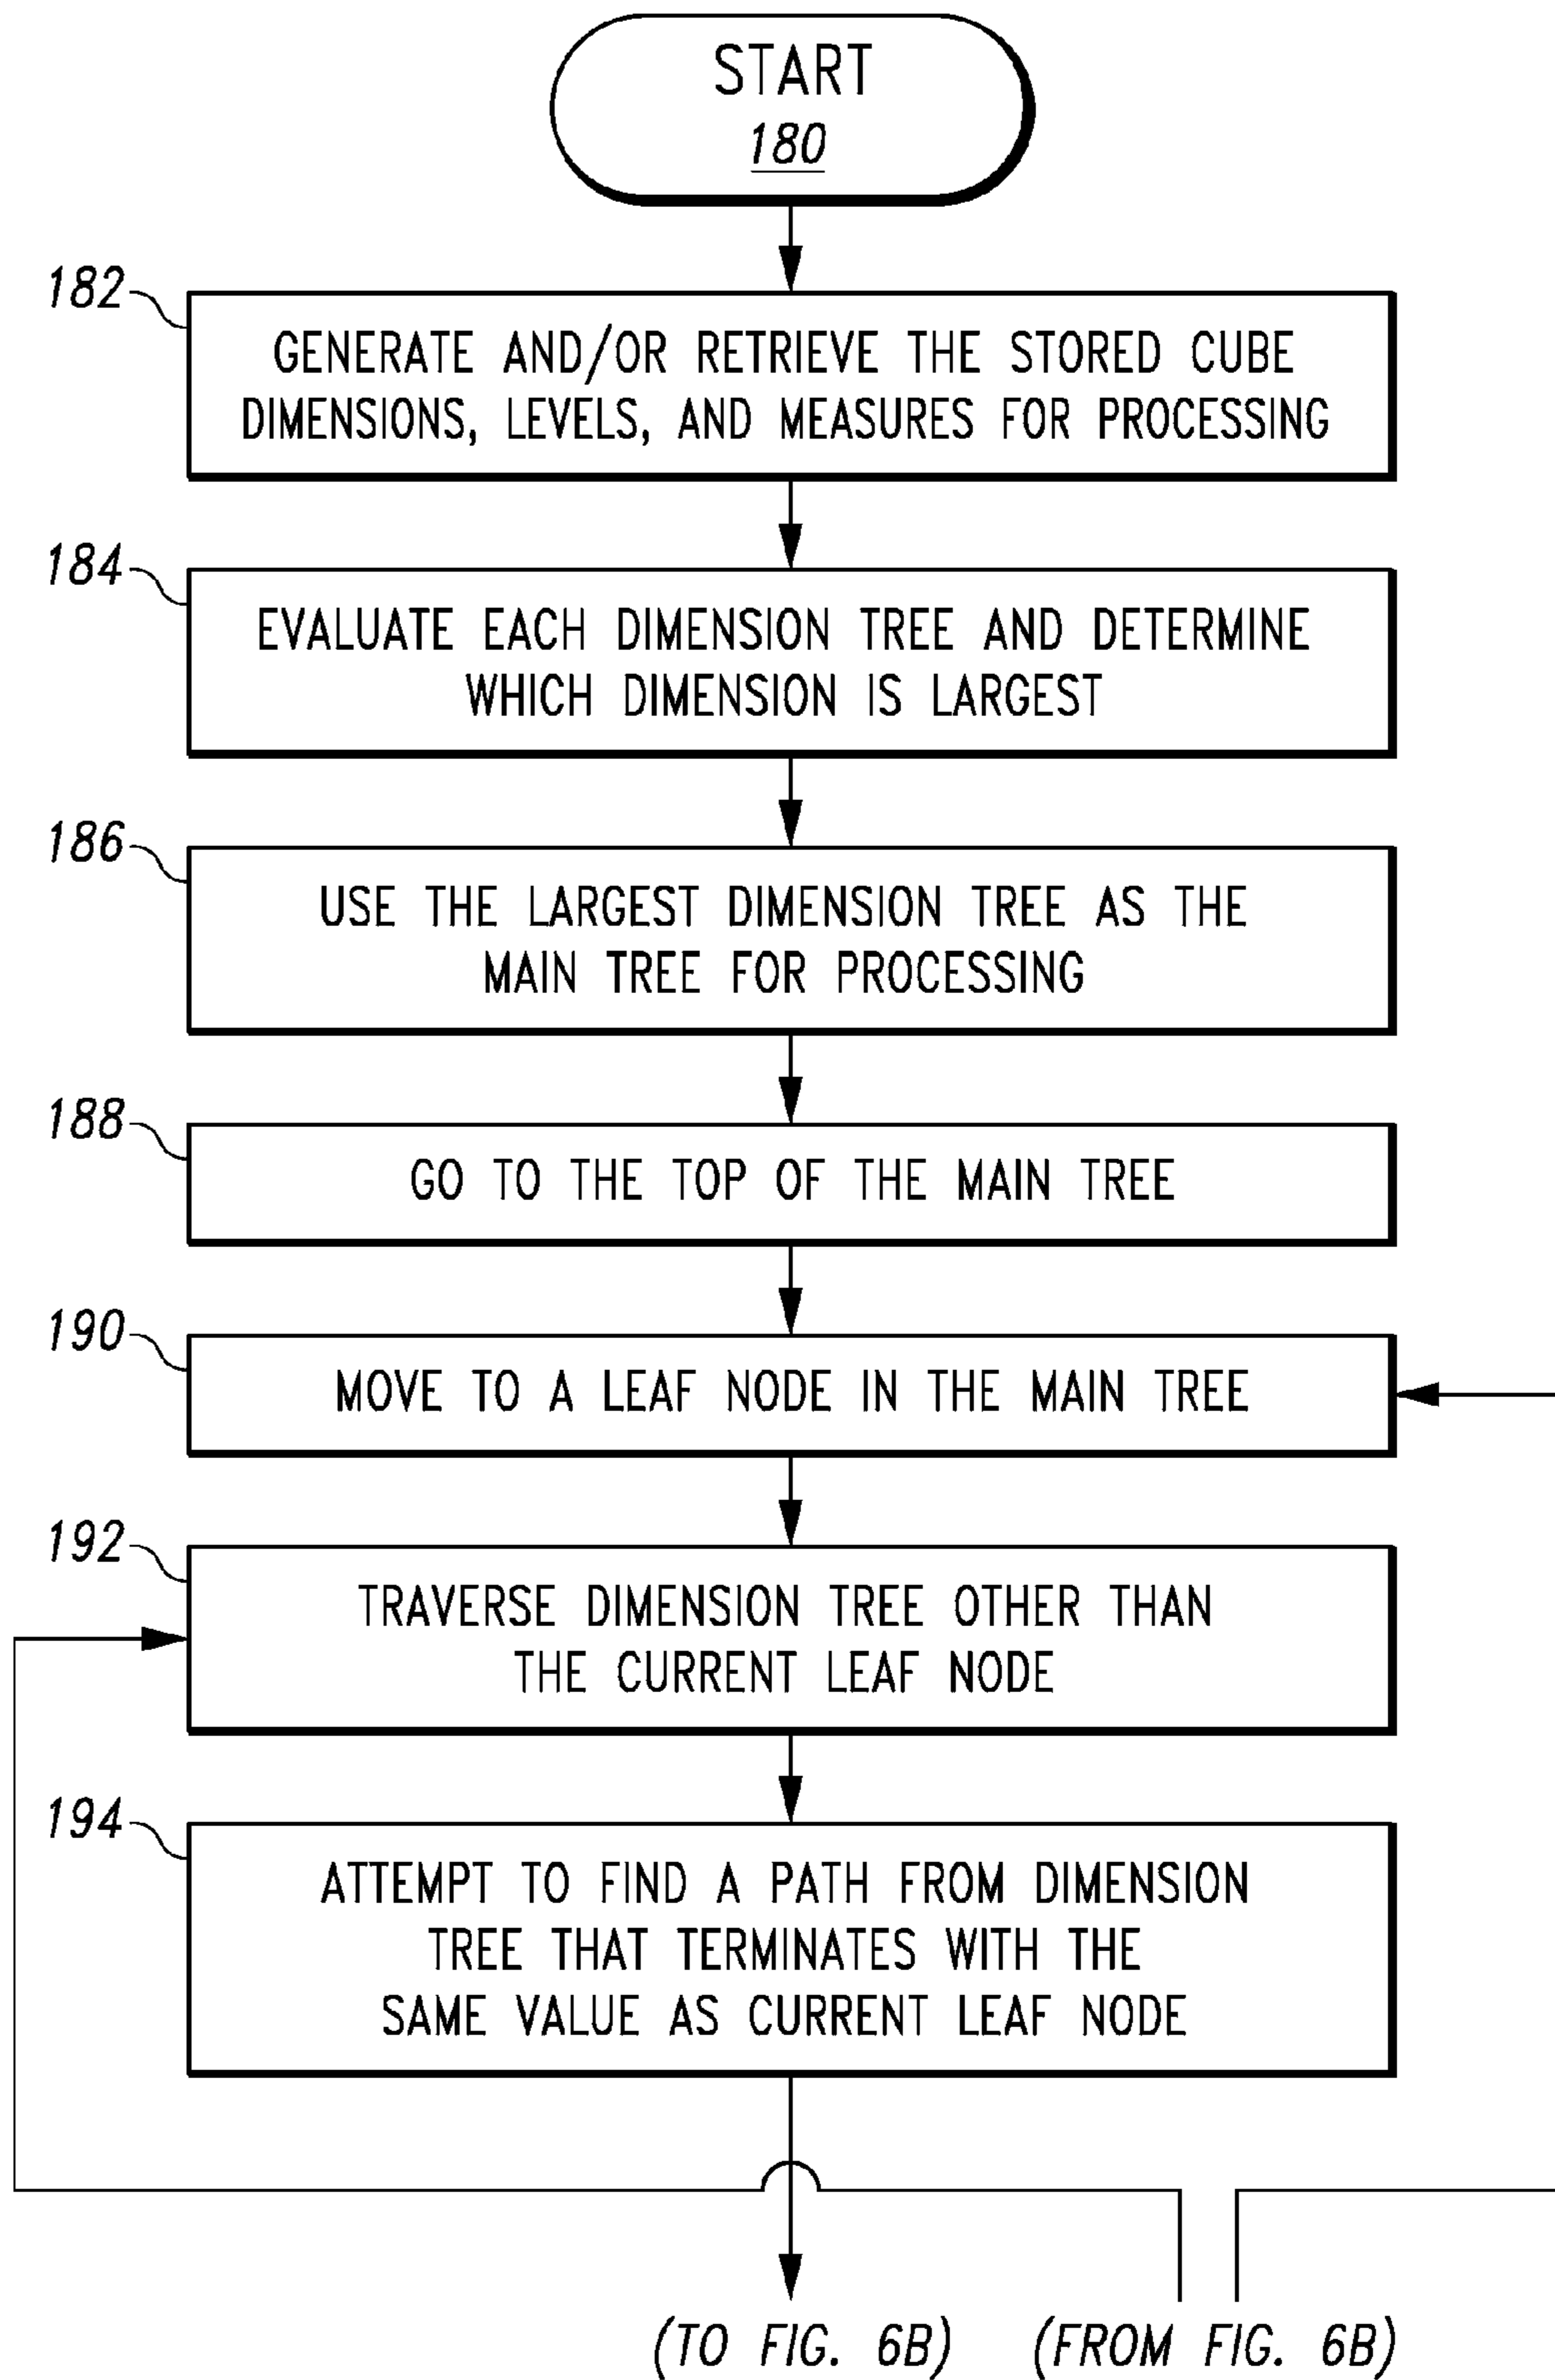 START
180
182
GENERATE AND/OR RETRIEVE THE STORED CUBE
DIMENSIONS, LEVELS, AND MEASURES FOR PROCESSING
184
EVALUATE EACH DIMENSION TREE AND DETERMINE
WHICH DIMENSION IS LARGEST
186
USE THE LARGEST DIMENSION TREE AS THE
MAIN TREE FOR PROCESSING
188
GO TO THE TOP OF THE MAIN TREE
190
MOVE TO A LEAF NODE IN THE MAIN TREE
192
TRAVERSE DIMENSION TREE OTHER THAN
THE CURRENT LEAF NODE
194
ATTEMPT TO FIND A PATH FROM DIMENSION
TREE THAT TERMINATES WITH THE
SAME VALUE AS CURRENT LEAF NODE
(TO FIG. 6B) (FROM FIG. 6B)